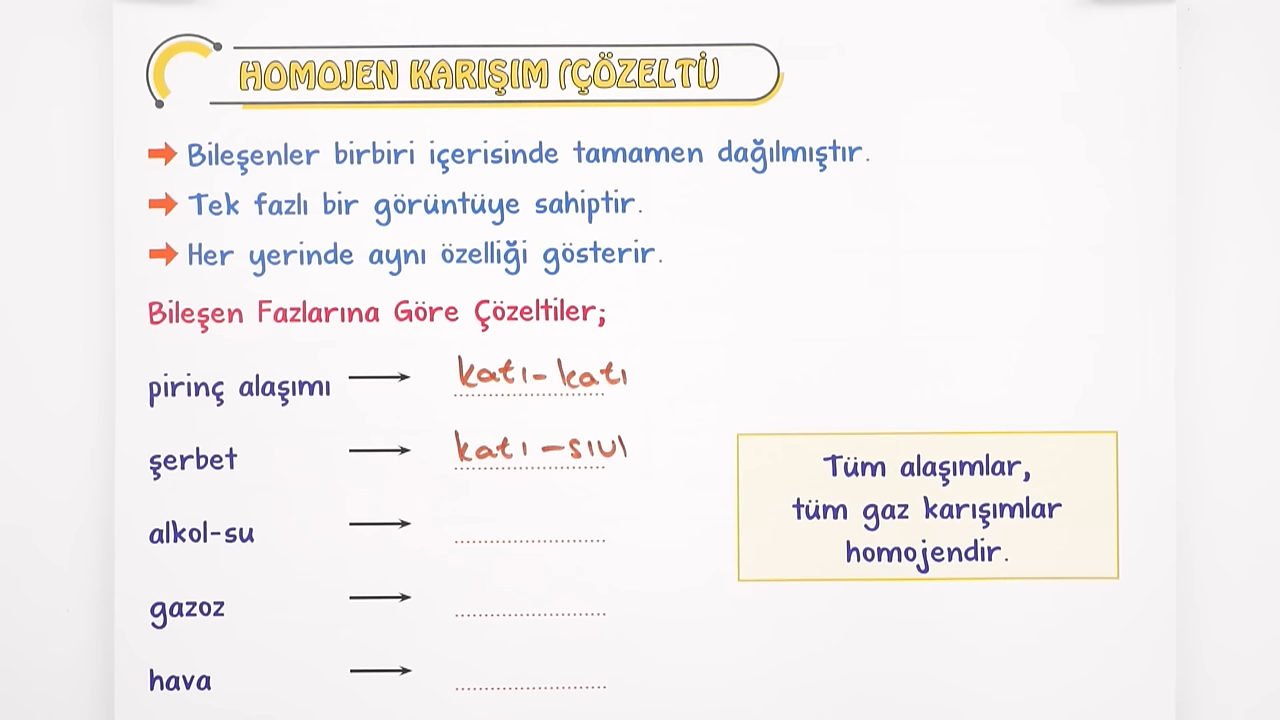 HOMOJEN KARIŞIM (ÇÖZELTİ)
Bileşenler birbiri içerisinde tamamen dağılmıştır.
Tek fazlı bir görüntüye sahiptir.
Her yerinde aynı özelliği gösterir.
Bileşen Fazlarına Göre Çözeltiler;
pirinç alaşımı → katı-katı
şerbet → katı-sıvı
alkol-su →
gazoz →
hava →
Tüm alaşımlar,
tüm gaz karışımlar
homojendir.